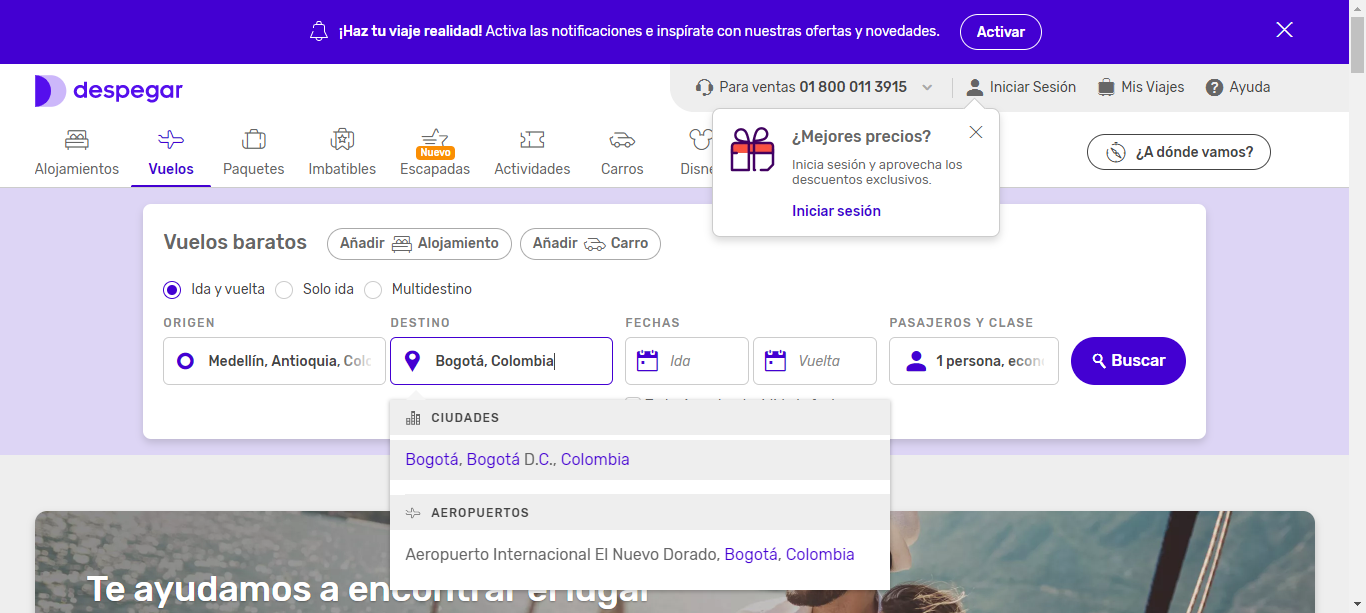 ¡Haz tu viaje realidad! Activa las notificaciones e inspírate con nuestras ofertas y novedades.
Activar
despegar
Para ventas 01 800 011 3915
Iniciar Sesión
Mis Viajes
Ayuda
Alojamientos
Vuelos
Paquetes
Imbatibles
Nuevo
Escapadas
Actividades
Carros
Disne
¿A dónde vamos?
¿Mejores precios?
Inicia sesión y aprovecha los
descuentos exclusivos.
Iniciar sesión
Vuelos baratos
Añadir Alojamiento
Añadir Carro
Ida y vuelta
Solo ida
Multidestino
ORIGEN
DESTINO
FECHAS
PASAJEROS Y CLASE
Medellín, Antioquia, Col
Bogotá, Colombia
Ida
Vuelta
1 persona, econ
Buscar
CIUDADES
Bogotá, Bogotá D.C., Colombia
AEROPUERTOS
Aeropuerto Internacional El Nuevo Dorado, Bogotá, Colombia
Te ayudamos a encontrar el lugar